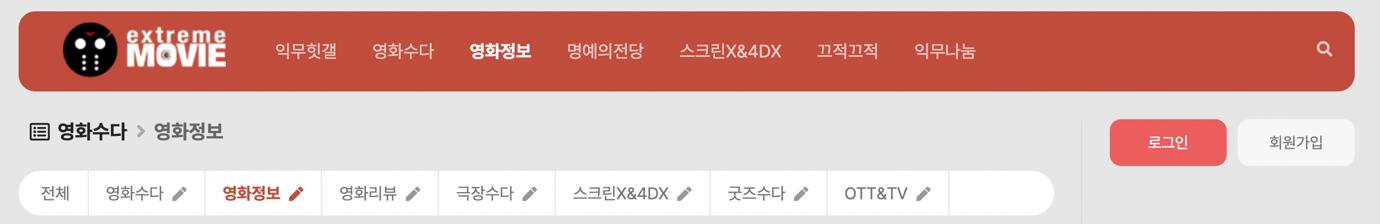 extreme
MOVIE
익무힛갤 영화수다 영화정보 명예의전당 스크린X&4DX 끄적끄적 익무나눔
영화수다 > 영화정보
로그인 회원가입
전체 영화수다 영화정보 영화리뷰 극장수다 스크린X&4DX 굿즈수다 OTT&TV